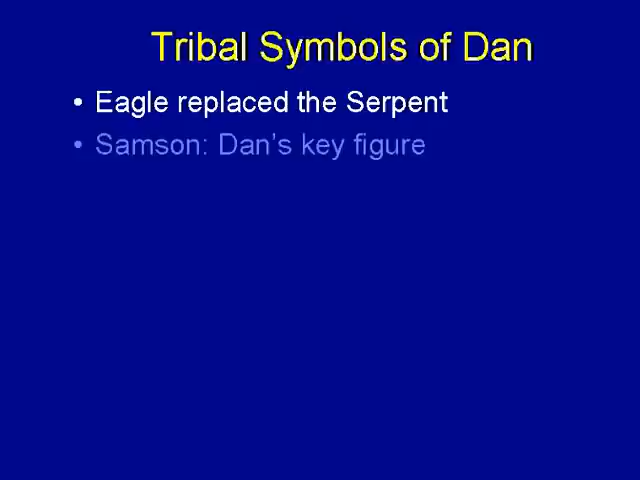 Tribal Symbols of Dan
• Eagle replaced the Serpent
• Samson: Dan's key figure